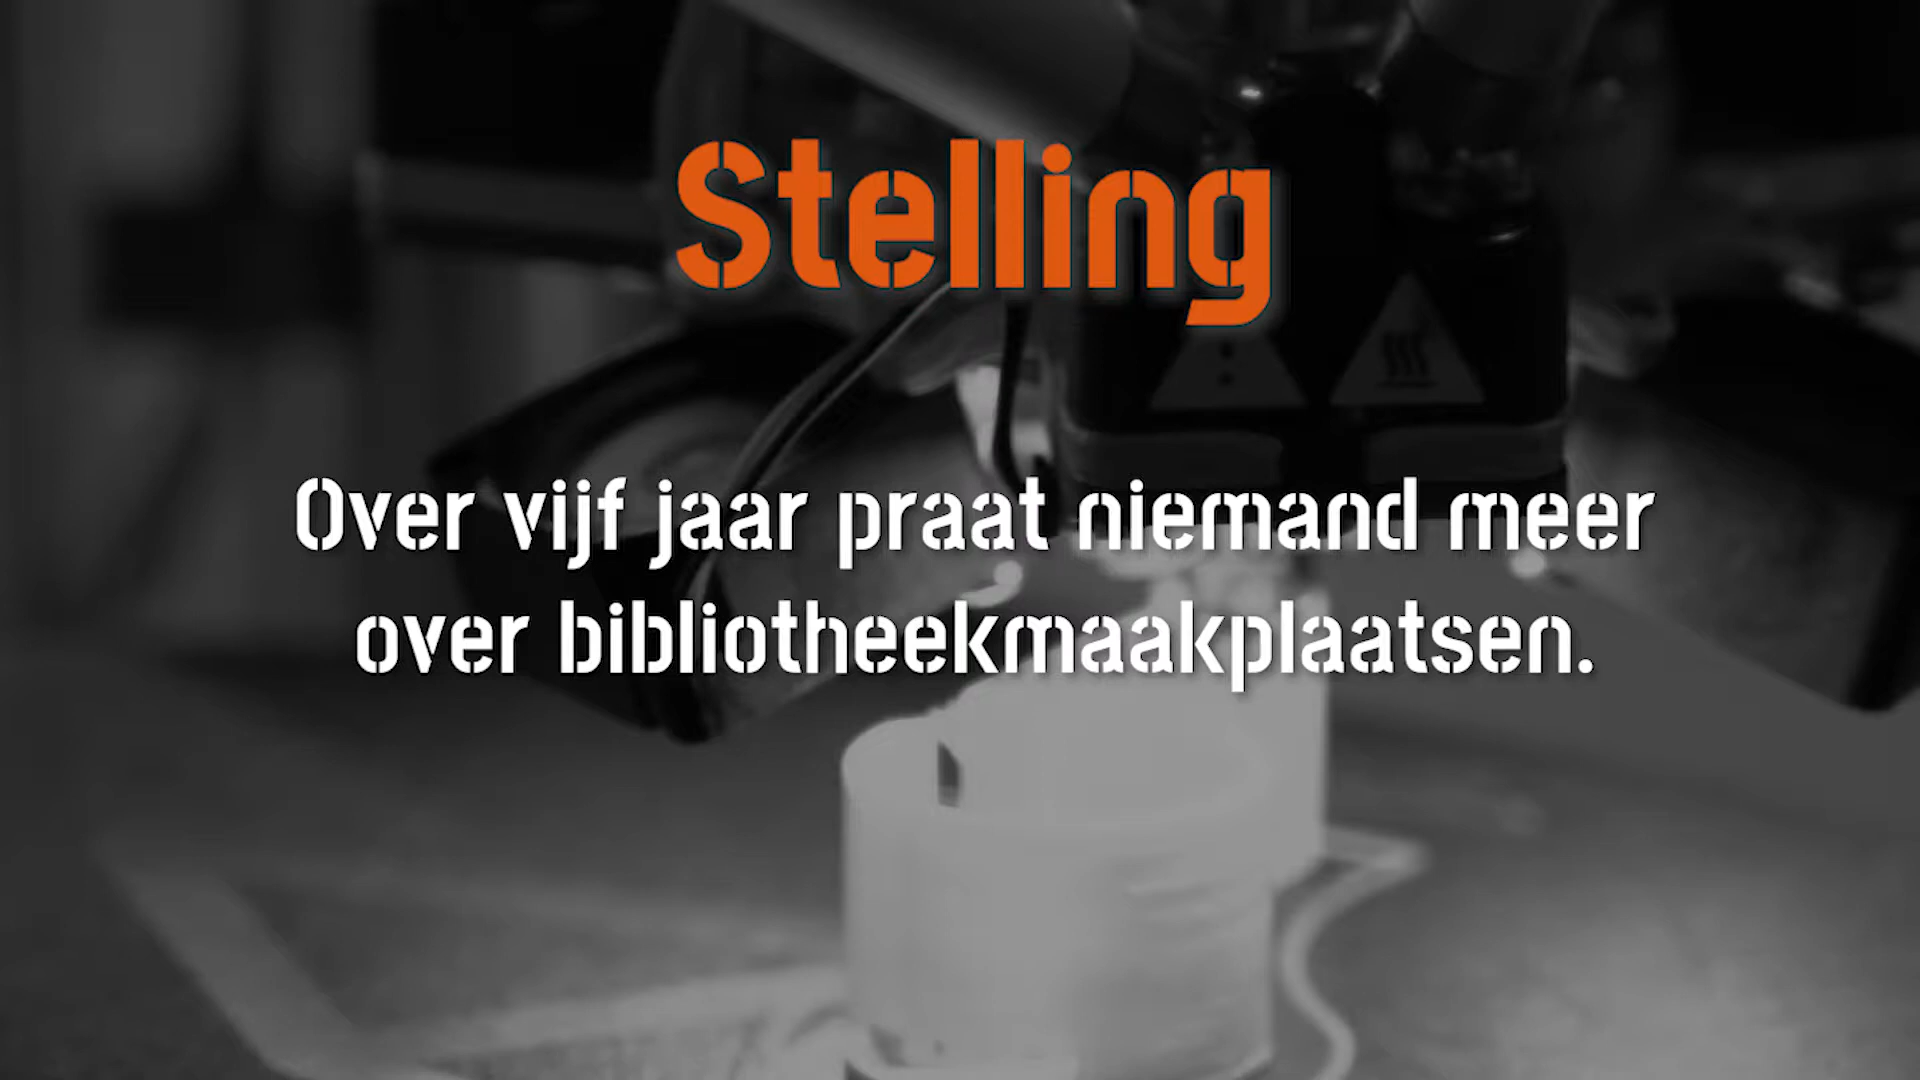 Stelling
Over vijf jaar praat niemand meer
over bibliotheekmaakplaatsen.